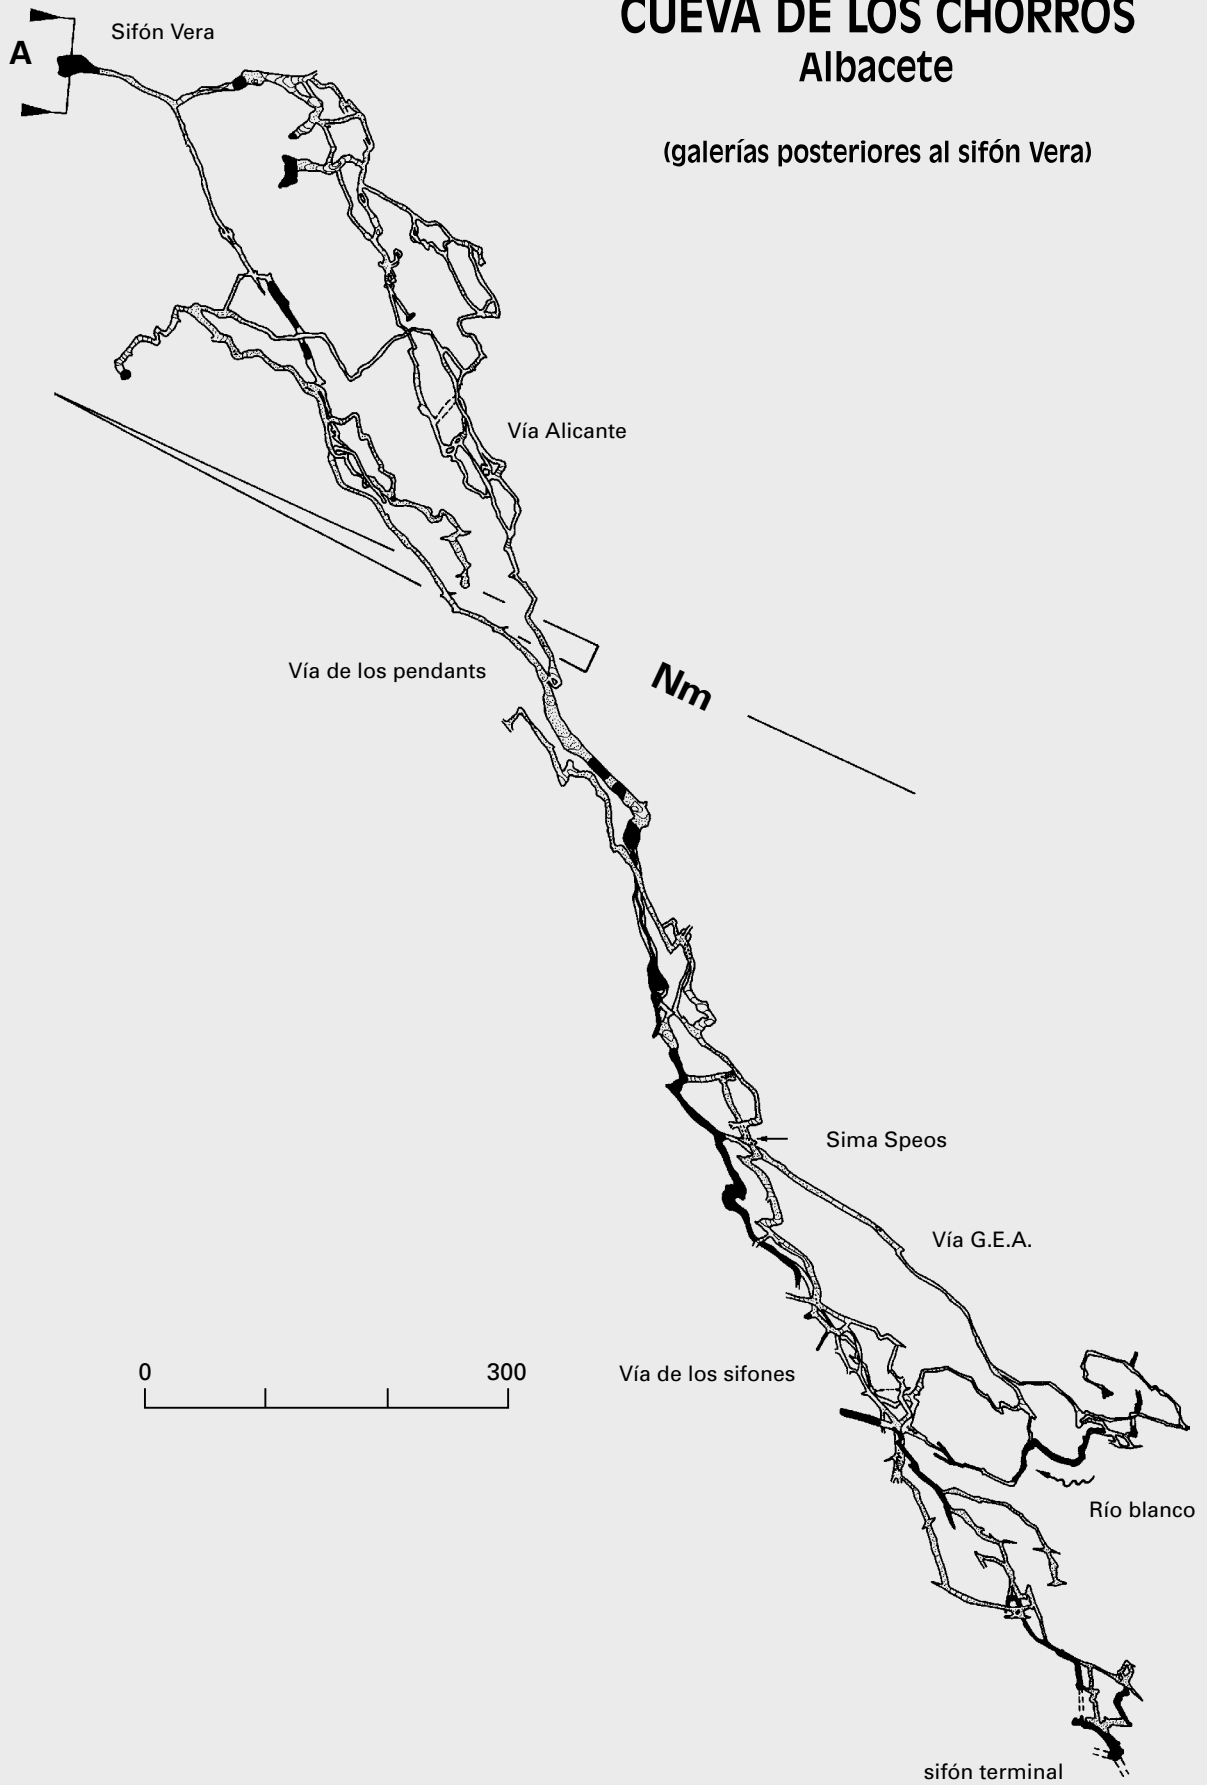 CUEVA DE LOS CHORROS
Albacete
(galerías posteriores al sifón Vera)
Sifón Vera
A
Vía Alicante
Vía de los pendants
Nm
Sima Speos
Vía G.E.A.
0 300
Vía de los sifones
Río blanco
sifón terminal